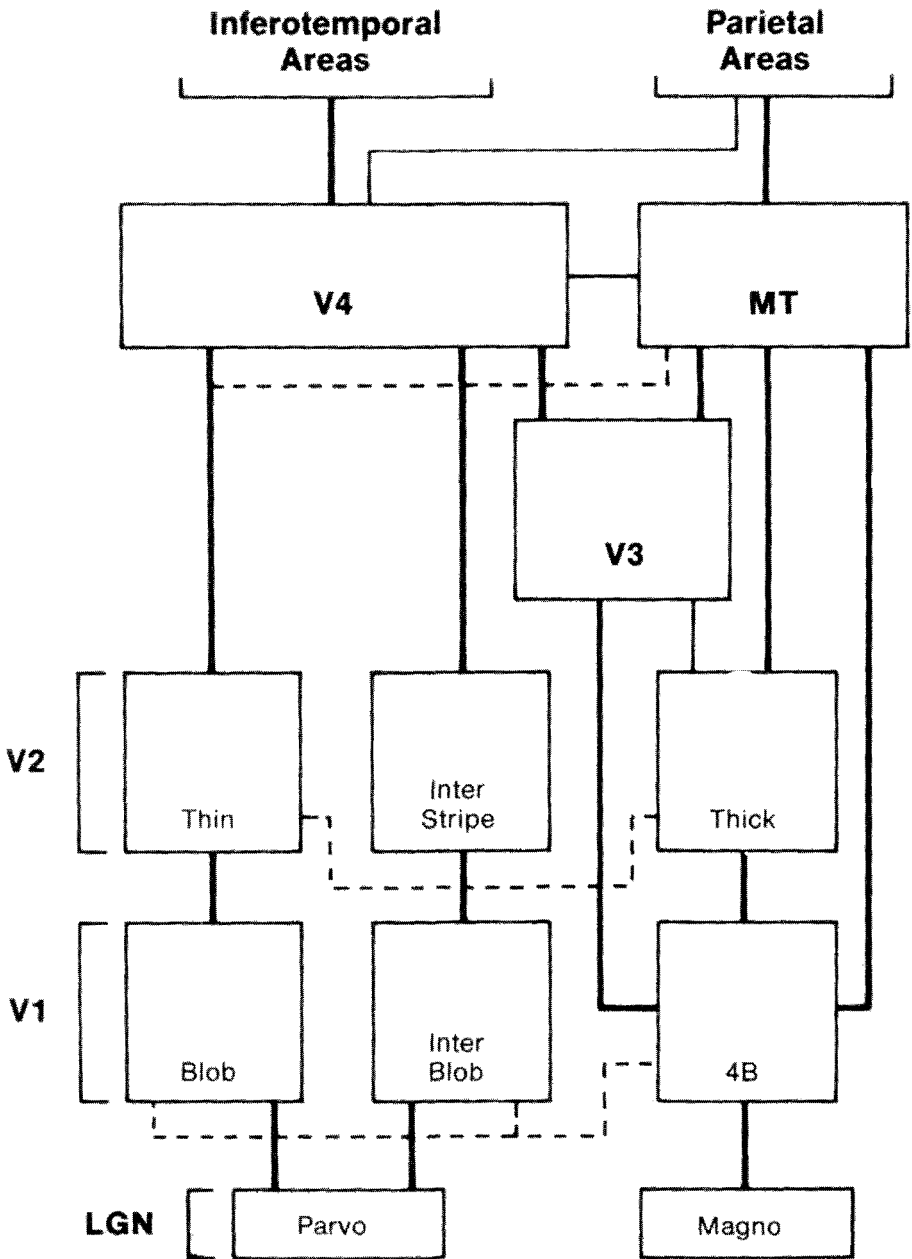 Inferotemporal
Areas
Parietal
Areas
V4
MT
V3
V2
Thin
Inter
Stripe
Thick
V1
Blob
Inter
Blob
4B
LGN
Parvo
Magno